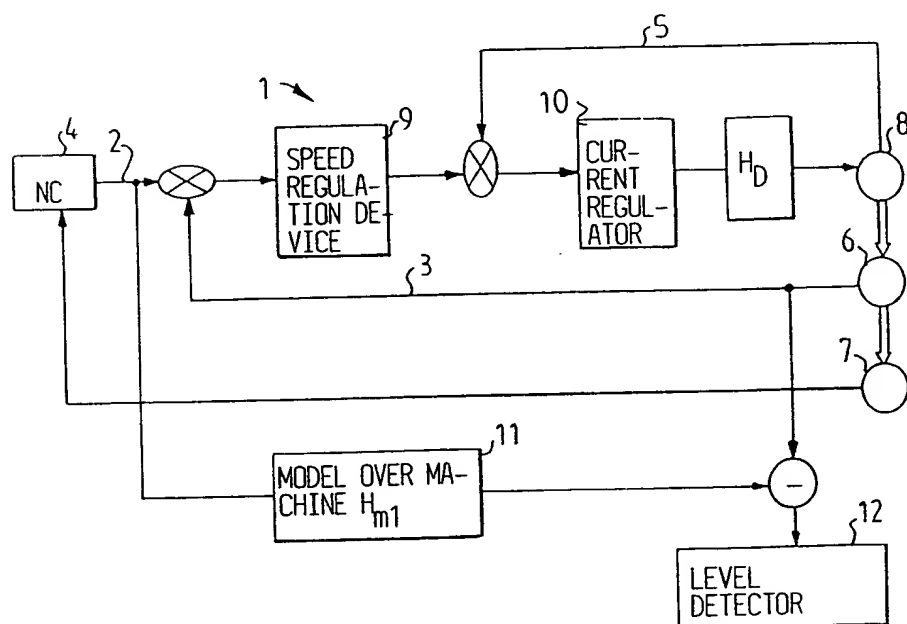 5
1
4
2
9
10
8
NC
SPEED
REGULA-
TION DE-
VICE
CUR-
RENT
REGUL-
ATOR
H_D
6
3
7
11
MODEL OVER MA-
CHINE H_m1
-
12
LEVEL
DETECTOR